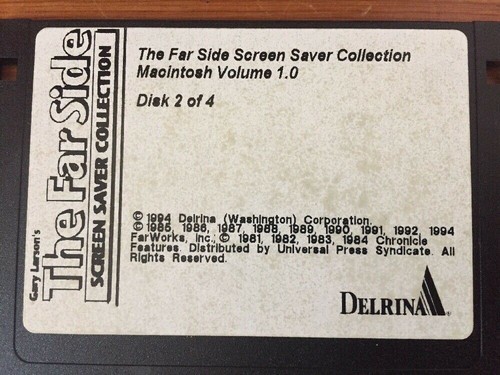 Gary Larson's
The Far Side
SCREEN SAVER COLLECTION
The Far Side Screen Saver Collection
Macintosh Volume 1.0
Disk 2 of 4
© 1994 Delrina (Washington) Corporation.
© 1985, 1986, 1987, 1988, 1989, 1990, 1991, 1992, 1994
FarWorks, Inc.; © 1981, 1982, 1983, 1984 Chronicle
Features. Distributed by Universal Press Syndicate. All
Rights Reserved.
DELRINA